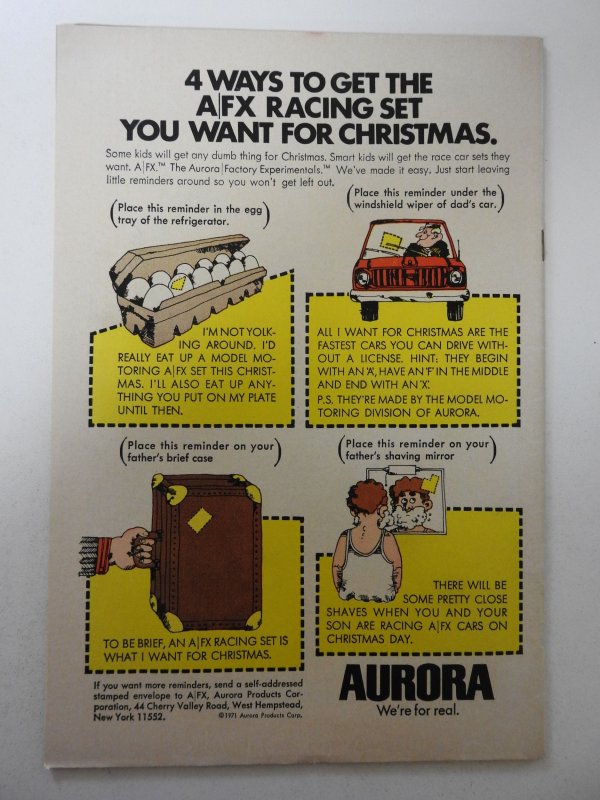 4 WAYS TO GET THE
A|FX RACING SET
YOU WANT FOR CHRISTMAS.
Some kids will get any dumb thing for Christmas. Smart kids will get the race car sets they
want. A|FX.™ The Aurora|Factory Experimentals.™ We've made it easy. Just start leaving
little reminders around so you won't get left out.
(Place this reminder in the egg
tray of the refrigerator.)
I'M NOT YOLK-
ING AROUND. I'D
REALLY EAT UP A MODEL MO-
TORING A|FX SET THIS CHRIST-
MAS. I'LL ALSO EAT UP ANY-
THING YOU PUT ON MY PLATE
UNTIL THEN.
(Place this reminder under the
windshield wiper of dad's car.)
ALL I WANT FOR CHRISTMAS ARE THE
FASTEST CARS YOU CAN DRIVE WITH-
OUT A LICENSE. HINT: THEY BEGIN
WITH AN 'A', HAVE AN 'F' IN THE MIDDLE
AND END WITH AN 'X'.
P.S. THEY'RE MADE BY THE MODEL MO-
TORING DIVISION OF AURORA.
(Place this reminder on your
father's brief case)
TO BE BRIEF, AN A|FX RACING SET IS
WHAT I WANT FOR CHRISTMAS.
(Place this reminder on your
father's shaving mirror)
THERE WILL BE
SOME PRETTY CLOSE
SHAVES WHEN YOU AND YOUR
SON ARE RACING A|FX CARS ON
CHRISTMAS DAY.
If you want more reminders, send a self-addressed
stamped envelope to A|FX, Aurora Products Cor-
poration, 44 Cherry Valley Road, West Hempstead,
New York 11552. ©1971 Aurora Products Corp.
AURORA
We're for real.